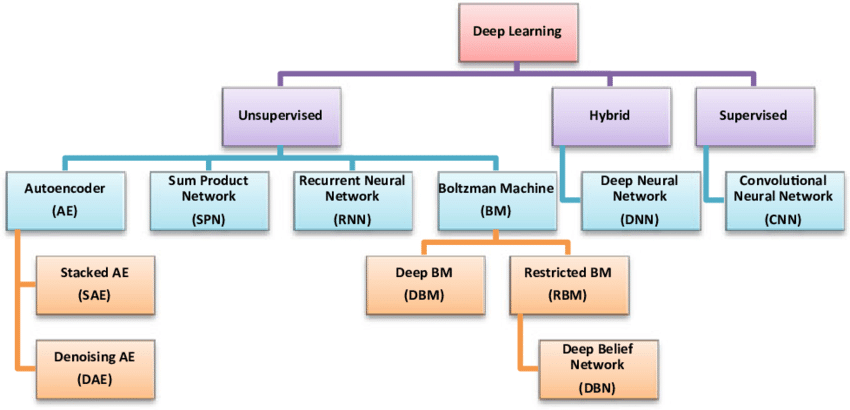 Deep Learning
Unsupervised
Hybrid
Supervised
Autoencoder
(AE)
Sum Product
Network
(SPN)
Recurrent Neural
Network
(RNN)
Boltzman Machine
(BM)
Deep Neural
Network
(DNN)
Convolutional
Neural Network
(CNN)
Stacked AE
(SAE)
Deep BM
(DBM)
Restricted BM
(RBM)
Denoising AE
(DAE)
Deep Belief
Network
(DBN)